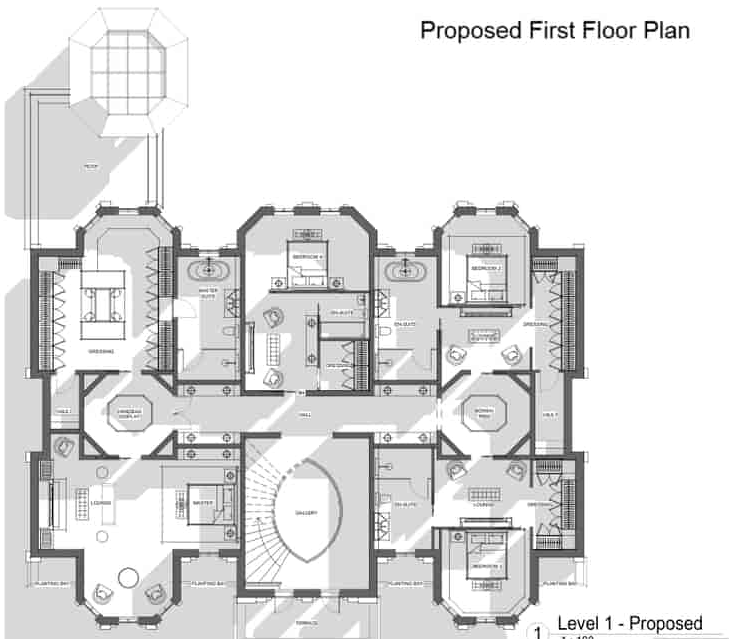 Proposed First Floor Plan
ROOF
BEDROOM 4
BEDROOM 2
MASTER
SUITE
EN-SUITE
EN-SUITE
DRESSING
DRESSING
DRESSING
HANDBAG
DISPLAY
HALL
LOUNGE
MASTER
GALLERY
EN-SUITE
LOUNGE
DRESSING
BEDROOM 3
PLANTING BAY
PLANTING BAY
PLANTING BAY
PLANTING BAY
TERRACE
1
Level 1 - Proposed